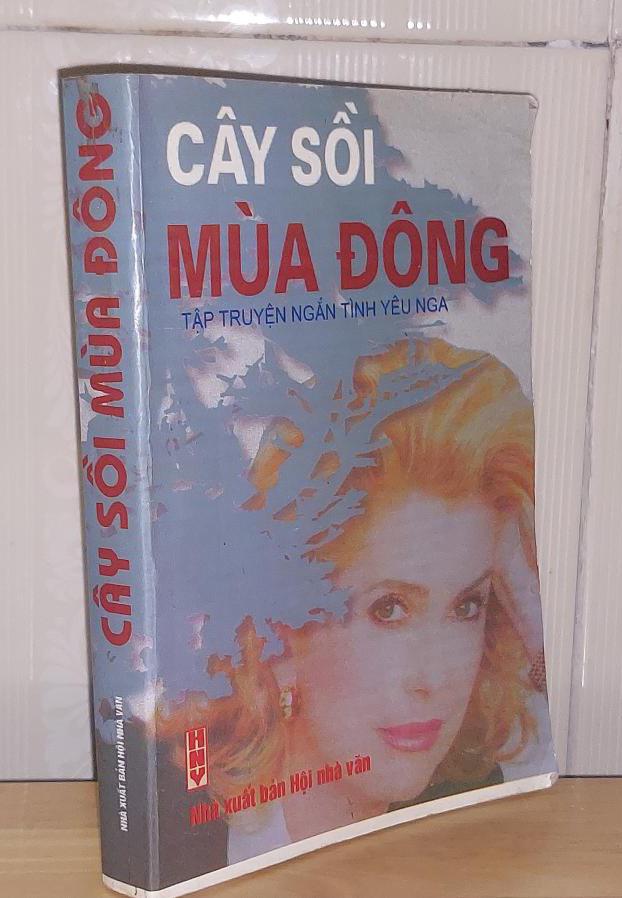 CÂY SỒI MÙA ĐÔNG
NHÀ XUẤT BẢN HỘI NHÀ VĂN
CÂY SỒI
MÙA ĐÔNG
TẬP TRUYỆN NGẮN TÌNH YÊU NGA
HNV
Nhà xuất bản Hội nhà văn